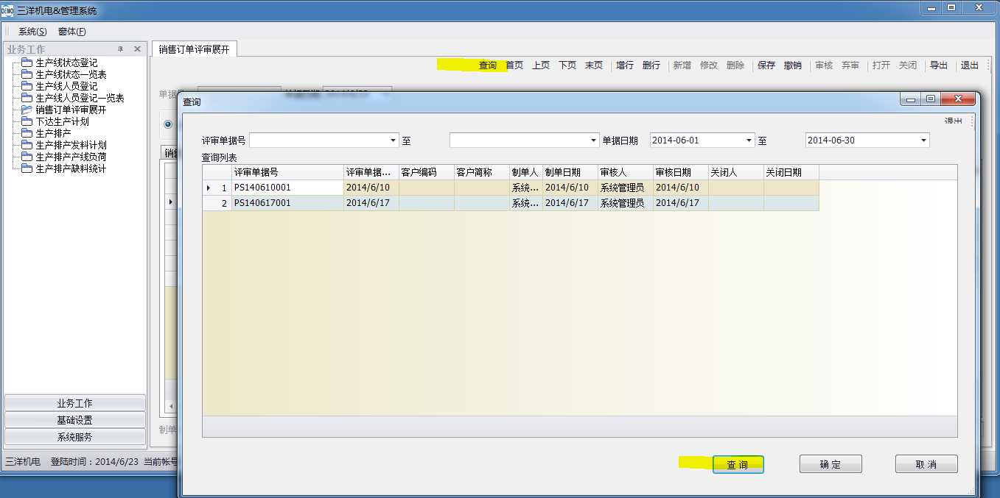 DEMO 三洋机电&管理系统
系统(S) 窗体(F)
业务工作
生产线状态登记
生产线状态一览表
生产线人员登记
生产线人员登记一览表
销售订单评审展开
下达生产计划
生产排产
生产排产发料计划
生产排产产线负荷
生产排产缺料统计
业务工作
基础设置
系统服务
销售订单评审展开
查询 首页 上页 下页 末页 增行 删行 新增 修改 删除 保存 撤销 审核 弃审 打开 关闭 导出 退出
单据
销售
制单
查询
退出
评审单据号 至 单据日期 2014-06-01 至 2014-06-30
查询列表
评审单据号 评审单据... 客户编码 客户简称 制单人 制单日期 审核人 审核日期 关闭人 关闭日期
1 PS140610001 2014/6/10 系统... 2014/6/10 系统管理员 2014/6/10
2 PS140617001 2014/6/17 系统... 2014/6/17 系统管理员 2014/6/17
查 询 确 定 取 消
三洋机电 登陆时间：2014/6/23 当前帐号